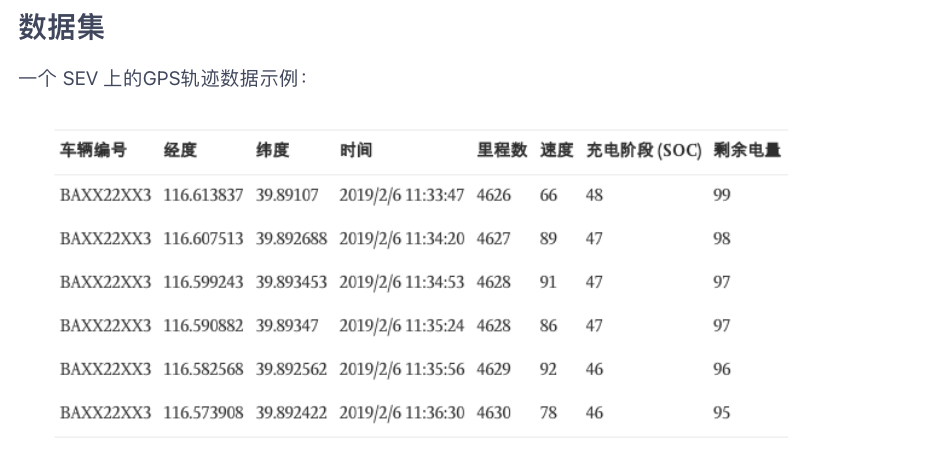 数据集
一个 SEV 上的GPS轨迹数据示例：
车辆编号 经度 纬度 时间 里程数 速度 充电阶段 (SOC) 剩余电量
BAXX22XX3 116.613837 39.89107 2019/2/6 11:33:47 4626 66 48 99
BAXX22XX3 116.607513 39.892688 2019/2/6 11:34:20 4627 89 47 98
BAXX22XX3 116.599243 39.893453 2019/2/6 11:34:53 4628 91 47 97
BAXX22XX3 116.590882 39.89347 2019/2/6 11:35:24 4628 86 47 97
BAXX22XX3 116.582568 39.892562 2019/2/6 11:35:56 4629 92 46 96
BAXX22XX3 116.573908 39.892422 2019/2/6 11:36:30 4630 78 46 95